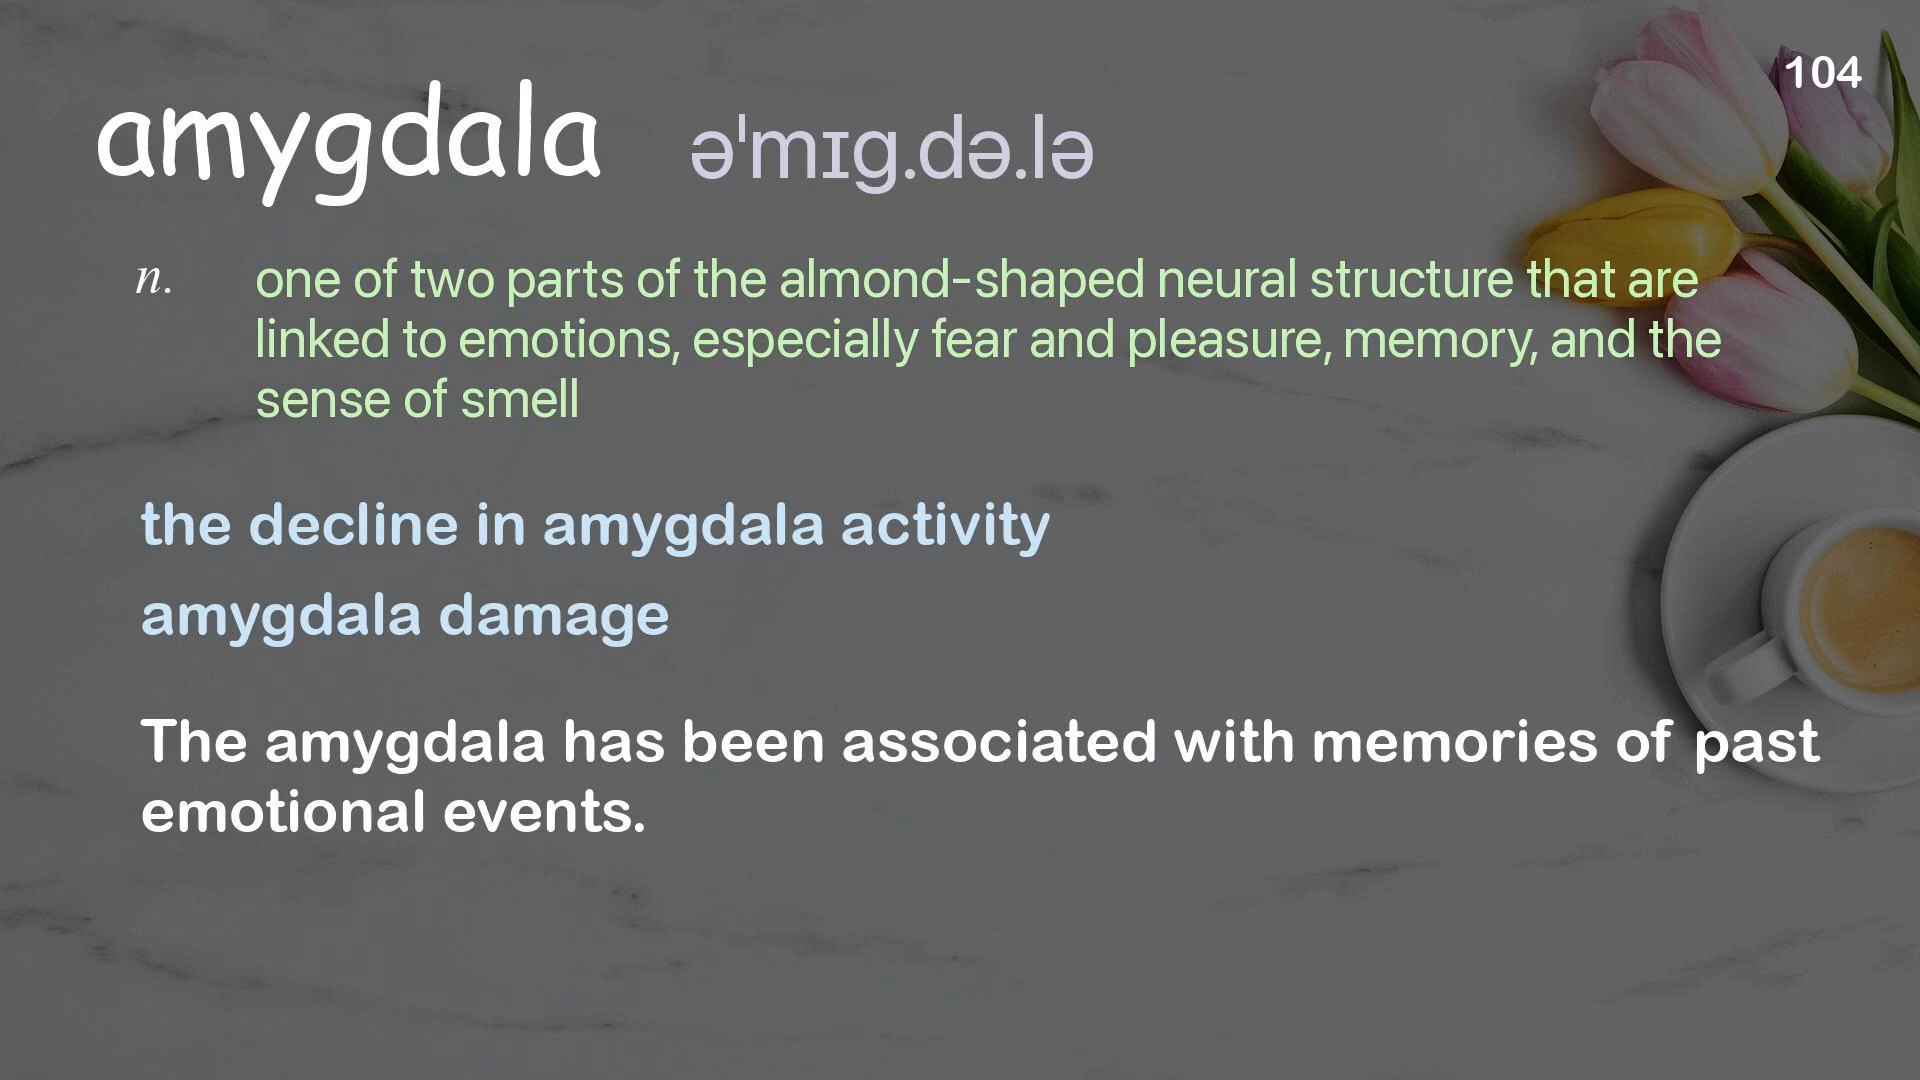 104
amygdala əˈmɪg.də.lə
n. one of two parts of the almond-shaped neural structure that are
linked to emotions, especially fear and pleasure, memory, and the
sense of smell
the decline in amygdala activity
amygdala damage
The amygdala has been associated with memories of past
emotional events.